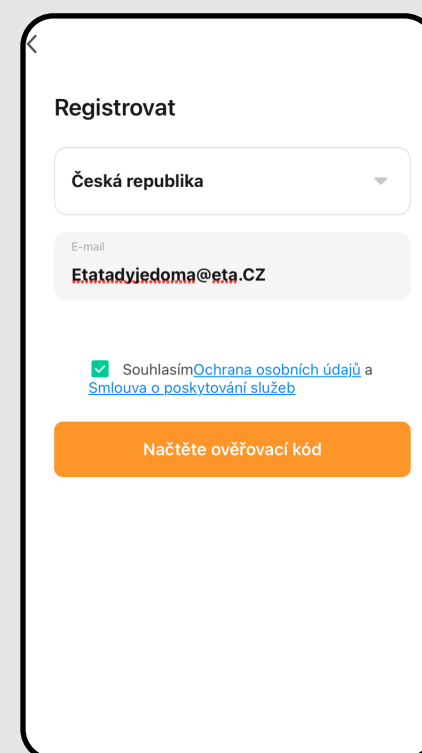 Registrovat
Česká republika
E-mail
Etatadyjedoma@eta.CZ
SouhlasímOchrana osobních údajů a
Smlouva o poskytování služeb
Načtěte ověřovací kód